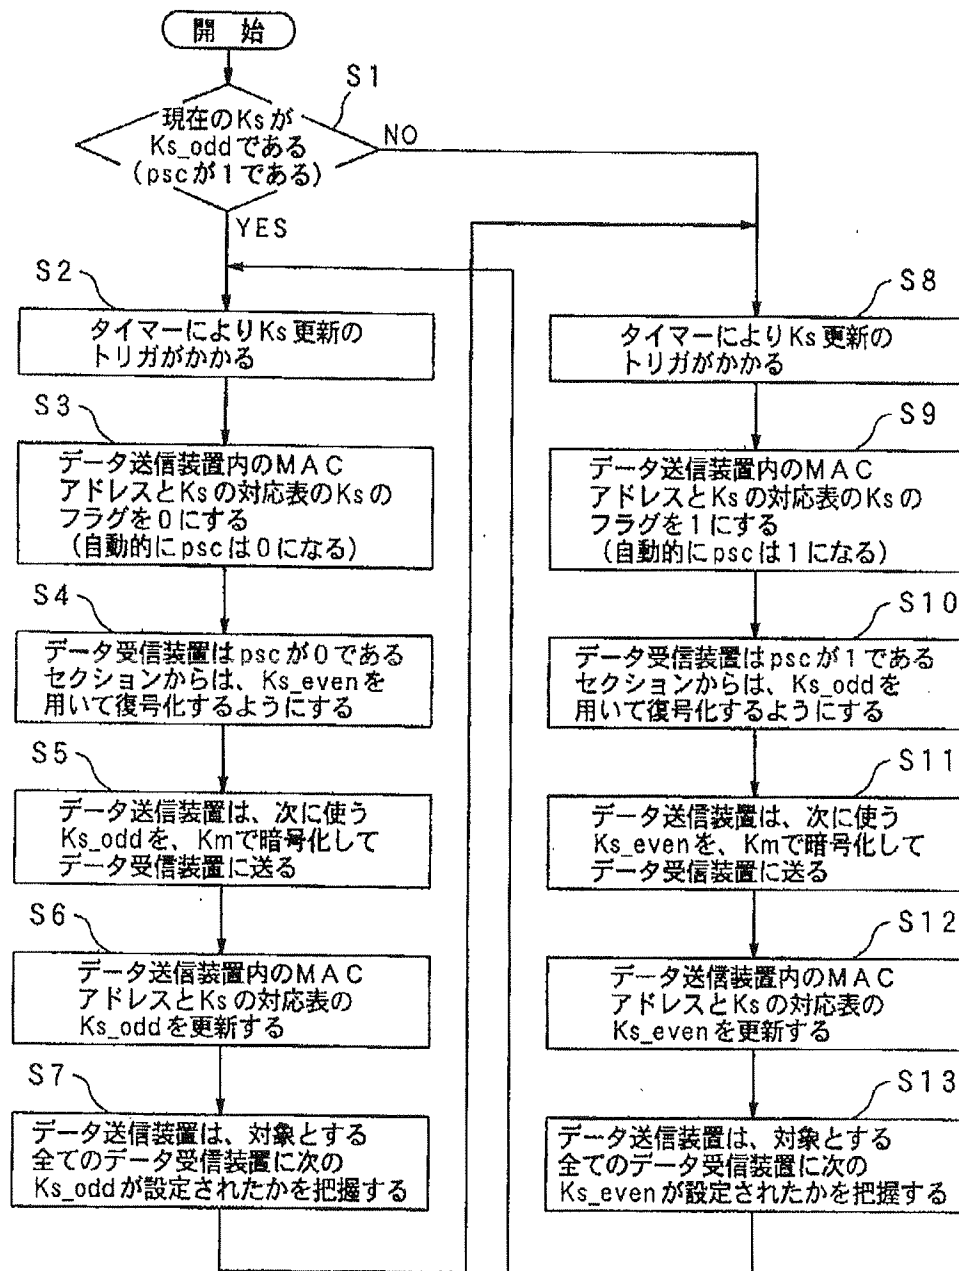 開 始
S1
現在のKsが
Ks_oddである
(pscが1である)
NO
YES
S2
タイマーによりKs更新の
トリガがかかる
S3
データ送信装置内のMAC
アドレスとKsの対応表のKsの
フラグを0にする
(自動的にpscは0になる)
S4
データ受信装置はpscが0である
セクションからは、Ks_evenを
用いて復号化するようにする
S5
データ送信装置は、次に使う
Ks_oddを、Kmで暗号化して
データ受信装置に送る
S6
データ送信装置内のMAC
アドレスとKsの対応表の
Ks_oddを更新する
S7
データ送信装置は、対象とする
全てのデータ受信装置に次の
Ks_oddが設定されたかを把握する
S8
タイマーによりKs更新の
トリガがかかる
S9
データ送信装置内のMAC
アドレスとKsの対応表のKsの
フラグを1にする
(自動的にpscは1になる)
S10
データ受信装置はpscが1である
セクションからは、Ks_oddを
用いて復号化するようにする
S11
データ送信装置は、次に使う
Ks_evenを、Kmで暗号化して
データ受信装置に送る
S12
データ送信装置内のMAC
アドレスとKsの対応表の
Ks_evenを更新する
S13
データ送信装置は、対象とする
全てのデータ受信装置に次の
Ks_evenが設定されたかを把握する